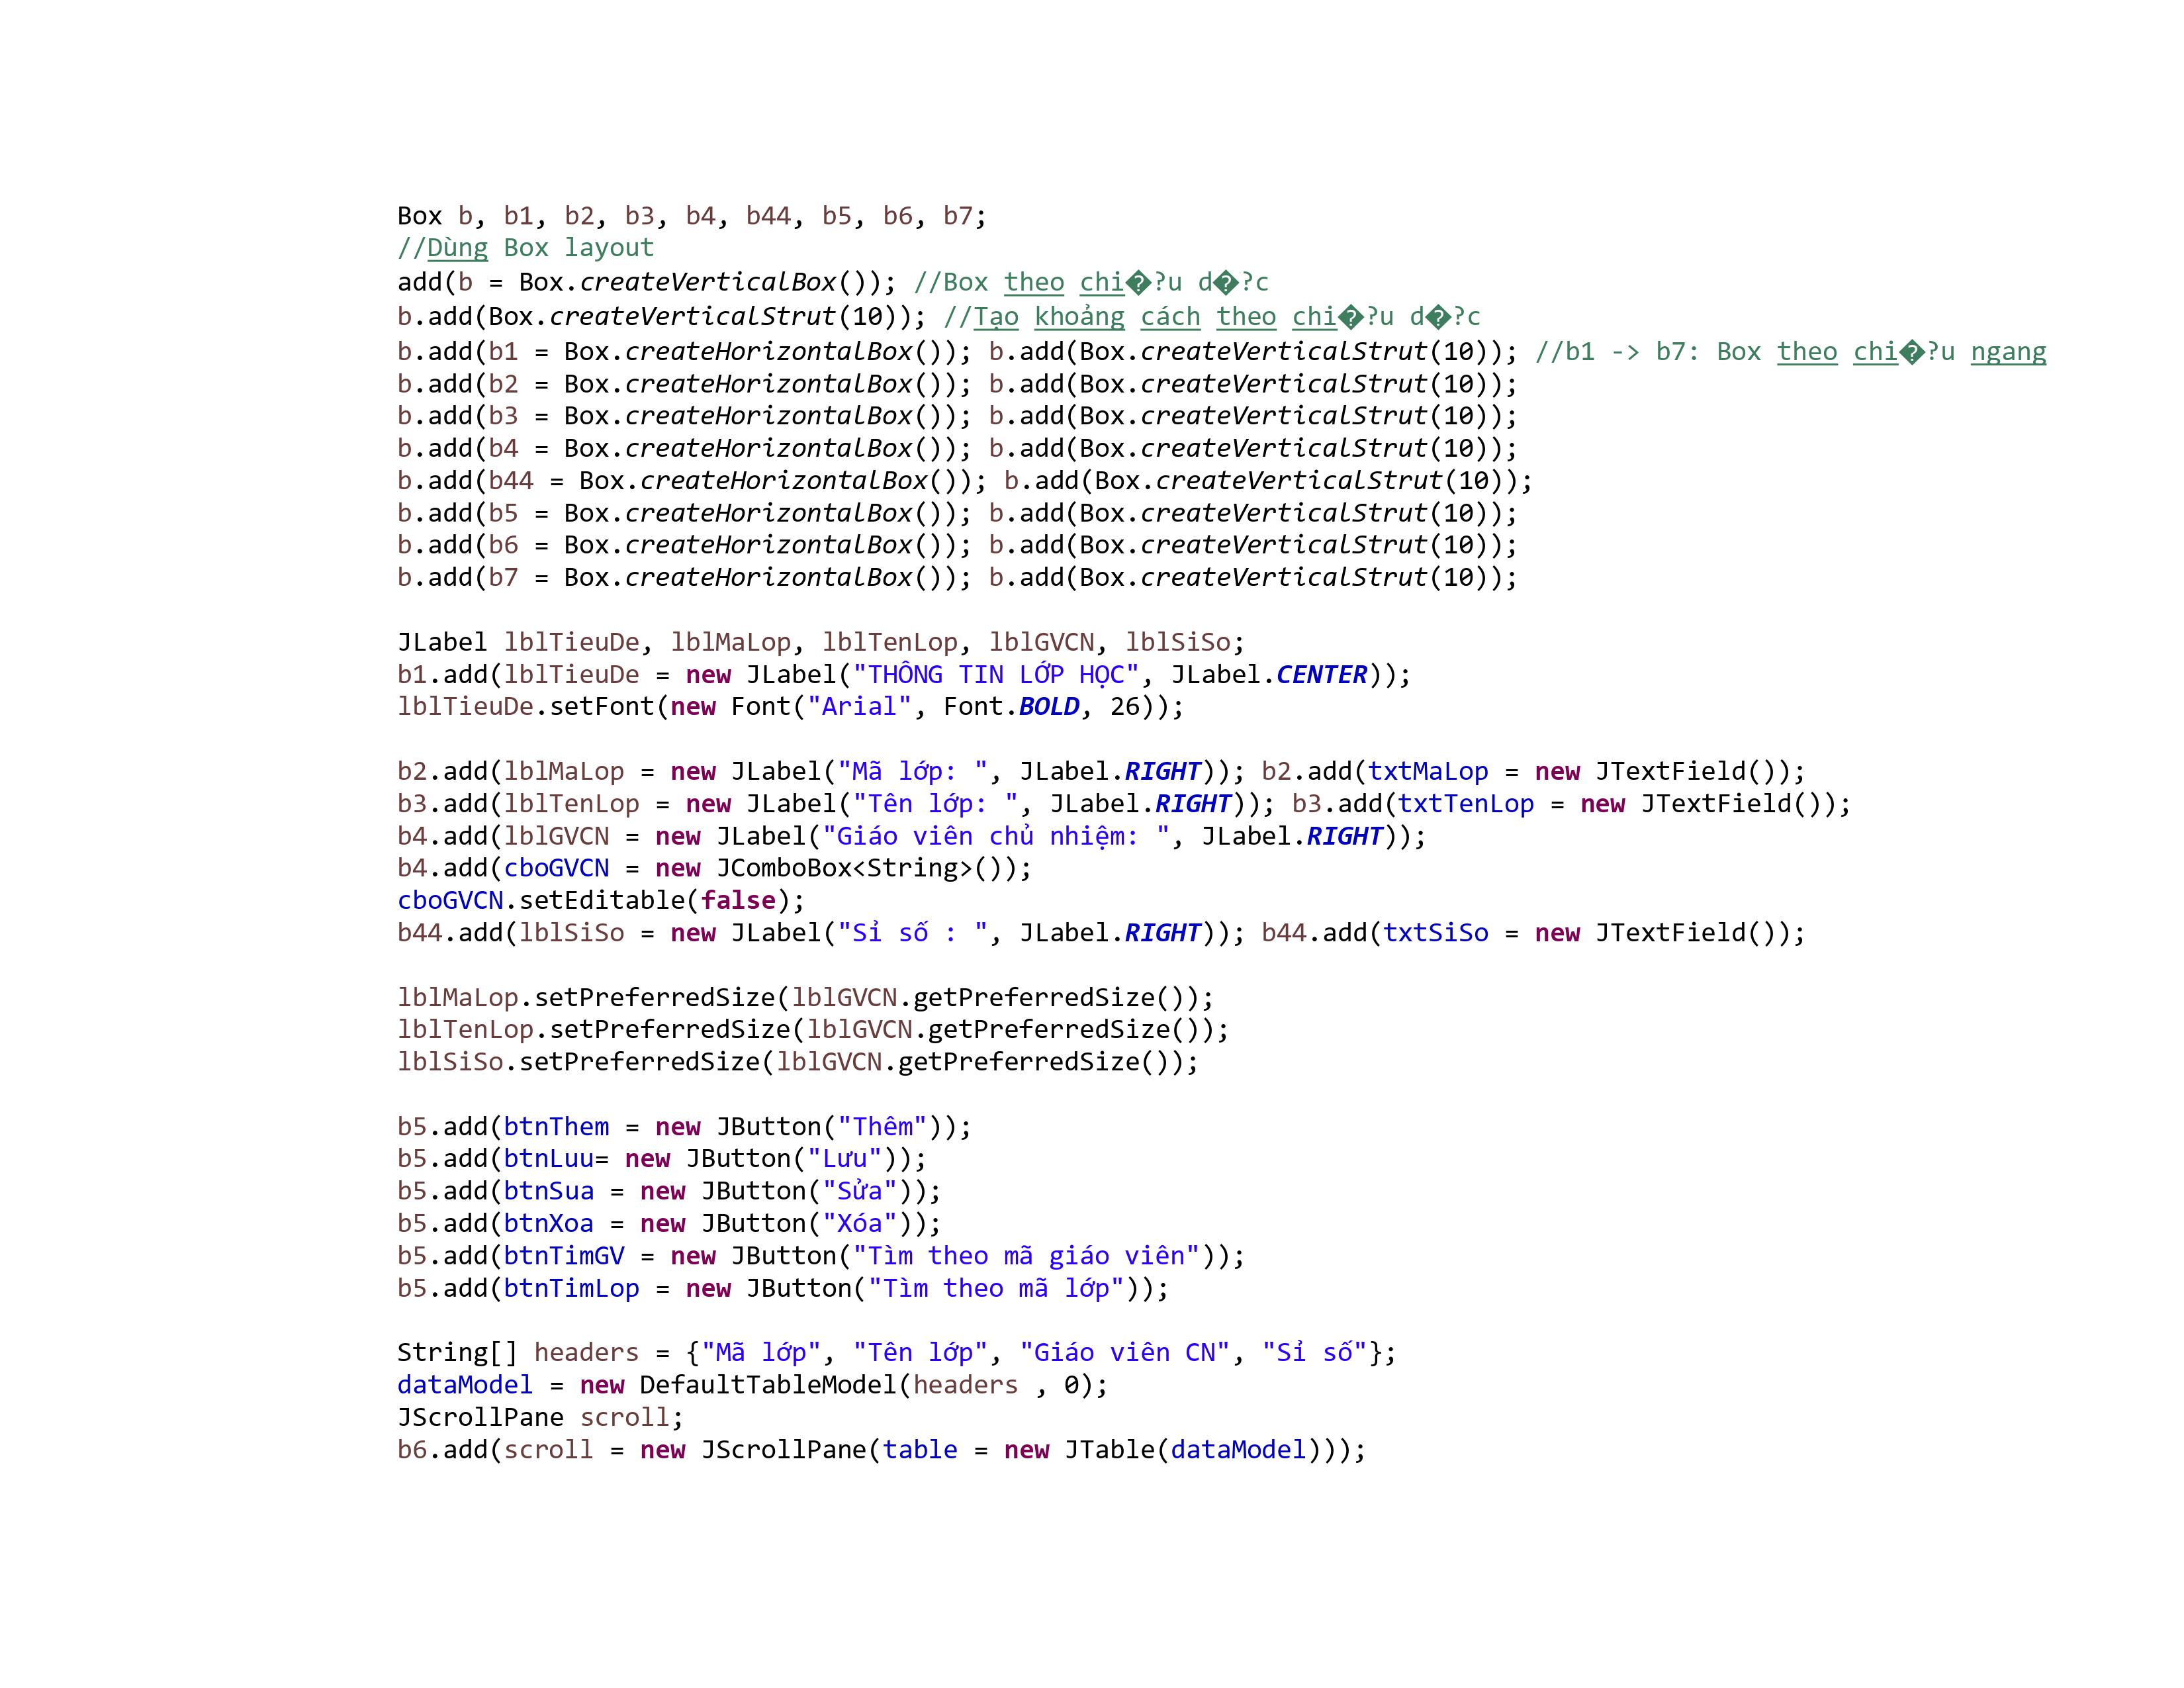 Box b, b1, b2, b3, b4, b44, b5, b6, b7;
//Dùng Box layout
add(b = Box.createVerticalBox()); //Box theo chi�?u d�?c
b.add(Box.createVerticalStrut(10)); //Tạo khoảng cách theo chi�?u d�?c
b.add(b1 = Box.createHorizontalBox()); b.add(Box.createVerticalStrut(10)); //b1 -> b7: Box theo chi�?u ngang
b.add(b2 = Box.createHorizontalBox()); b.add(Box.createVerticalStrut(10));
b.add(b3 = Box.createHorizontalBox()); b.add(Box.createVerticalStrut(10));
b.add(b4 = Box.createHorizontalBox()); b.add(Box.createVerticalStrut(10));
b.add(b44 = Box.createHorizontalBox()); b.add(Box.createVerticalStrut(10));
b.add(b5 = Box.createHorizontalBox()); b.add(Box.createVerticalStrut(10));
b.add(b6 = Box.createHorizontalBox()); b.add(Box.createVerticalStrut(10));
b.add(b7 = Box.createHorizontalBox()); b.add(Box.createVerticalStrut(10));

JLabel lblTieuDe, lblMaLop, lblTenLop, lblGVCN, lblSiSo;
b1.add(lblTieuDe = new JLabel("THÔNG TIN LỚP HỌC", JLabel.CENTER));
lblTieuDe.setFont(new Font("Arial", Font.BOLD, 26));

b2.add(lblMaLop = new JLabel("Mã lớp: ", JLabel.RIGHT)); b2.add(txtMaLop = new JTextField());
b3.add(lblTenLop = new JLabel("Tên lớp: ", JLabel.RIGHT)); b3.add(txtTenLop = new JTextField());
b4.add(lblGVCN = new JLabel("Giáo viên chủ nhiệm: ", JLabel.RIGHT));
b4.add(cboGVCN = new JComboBox<String>());
cboGVCN.setEditable(false);
b44.add(lblSiSo = new JLabel("Sỉ số : ", JLabel.RIGHT)); b44.add(txtSiSo = new JTextField());

lblMaLop.setPreferredSize(lblGVCN.getPreferredSize());
lblTenLop.setPreferredSize(lblGVCN.getPreferredSize());
lblSiSo.setPreferredSize(lblGVCN.getPreferredSize());

b5.add(btnThem = new JButton("Thêm"));
b5.add(btnLuu= new JButton("Lưu"));
b5.add(btnSua = new JButton("Sửa"));
b5.add(btnXoa = new JButton("Xóa"));
b5.add(btnTimGV = new JButton("Tìm theo mã giáo viên"));
b5.add(btnTimLop = new JButton("Tìm theo mã lớp"));

String[] headers = {"Mã lớp", "Tên lớp", "Giáo viên CN", "Sỉ số"};
dataModel = new DefaultTableModel(headers , 0);
JScrollPane scroll;
b6.add(scroll = new JScrollPane(table = new JTable(dataModel)));